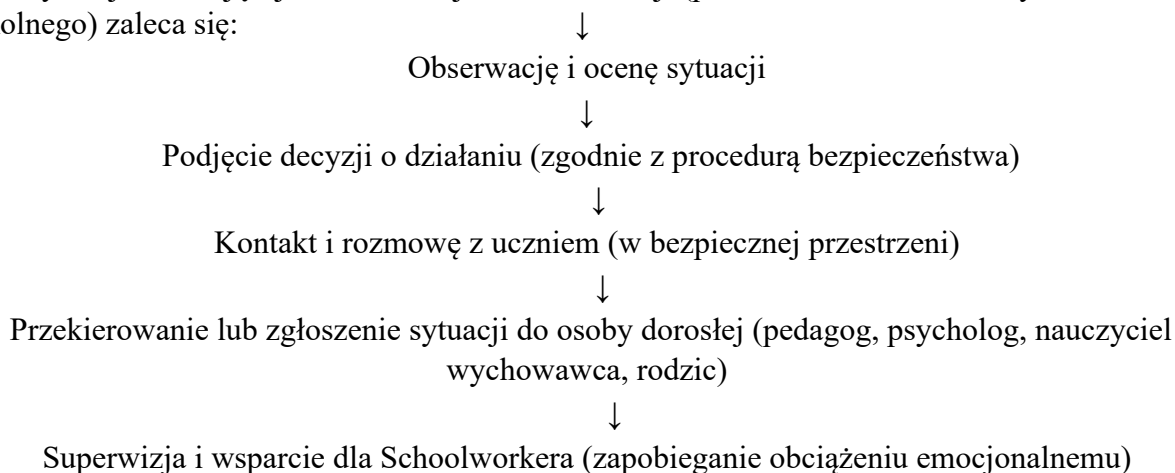 olnego) zaleca się:
↓
Obserwację i ocenę sytuacji
↓
Podjęcie decyzji o działaniu (zgodnie z procedurą bezpieczeństwa)
↓
Kontakt i rozmowę z uczniem (w bezpiecznej przestrzeni)
↓
Przekierowanie lub zgłoszenie sytuacji do osoby dorosłej (pedagog, psycholog, nauczyciel
wychowawca, rodzic)
↓
Superwizja i wsparcie dla Schoolworkera (zapobieganie obciążeniu emocjonalnemu)